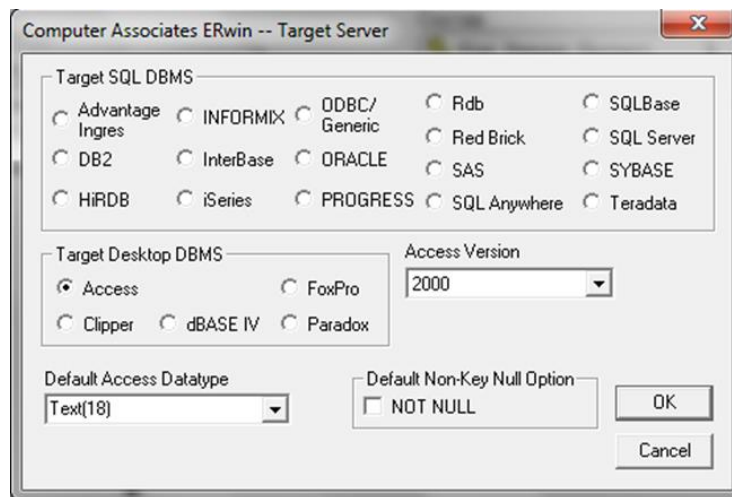 Computer Associates ERwin -- Target Server
Target SQL DBMS
Advantage
Ingres
INFORMIX
ODBC/
Generic
Rdb
SQLBase
Red Brick
SQL Server
DB2
InterBase
ORACLE
SAS
SYBASE
HiRDB
iSeries
PROGRESS
SQL Anywhere
Teradata
Target Desktop DBMS
Access
FoxPro
Clipper
dBASE IV
Paradox
Access Version
2000
Default Access Datatype
Text(18)
Default Non-Key Null Option
NOT NULL
OK
Cancel